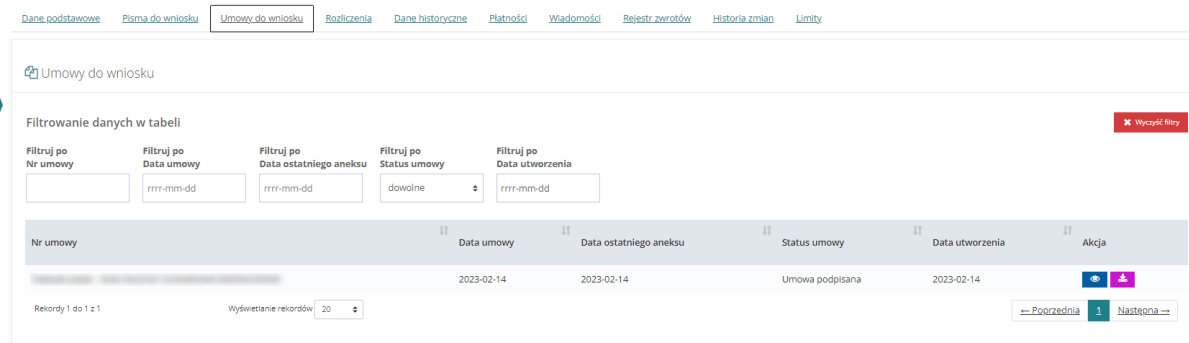 Dane podstawowe Pisma do wniosku Umowy do wniosku Rozliczenia Dane historyczne Płatności Wiadomości Rejestr zwrotów Historia zmian Limity
Umowy do wniosku
Filtrowanie danych w tabeli
Wyczyść filtry
Filtruj po Filtruj po Filtruj po Filtruj po Filtruj po
Nr umowy Data umowy Data ostatniego aneksu Status umowy Data utworzenia
rrrr-mm-dd rrrr-mm-dd dowolne rrrr-mm-dd
Nr umowy Data umowy Data ostatniego aneksu Status umowy Data utworzenia Akcja
2023-02-14 2023-02-14 Umowa podpisana 2023-02-14
Rekordy 1 do 1 z 1 Wyświetlanie rekordów 20 ← Poprzednia 1 Następna →